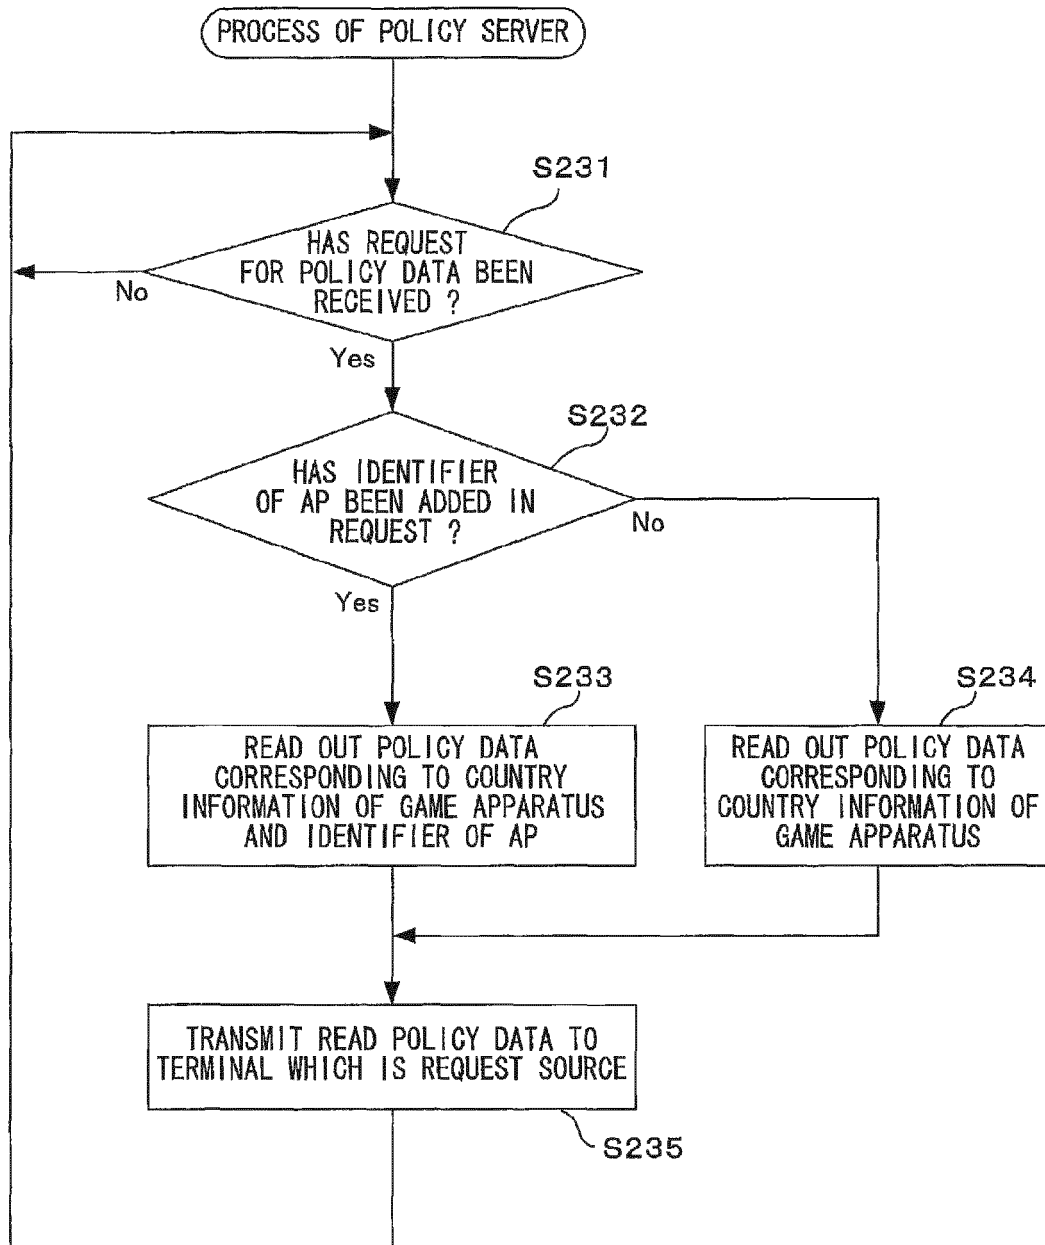 PROCESS OF POLICY SERVER
S231
HAS REQUEST
FOR POLICY DATA BEEN
RECEIVED ?
No
Yes
S232
HAS IDENTIFIER
OF AP BEEN ADDED IN
REQUEST ?
No
Yes
S233
READ OUT POLICY DATA
CORRESPONDING TO COUNTRY
INFORMATION OF GAME APPARATUS
AND IDENTIFIER OF AP
S234
READ OUT POLICY DATA
CORRESPONDING TO
COUNTRY INFORMATION OF
GAME APPARATUS
TRANSMIT READ POLICY DATA TO
TERMINAL WHICH IS REQUEST SOURCE
S235